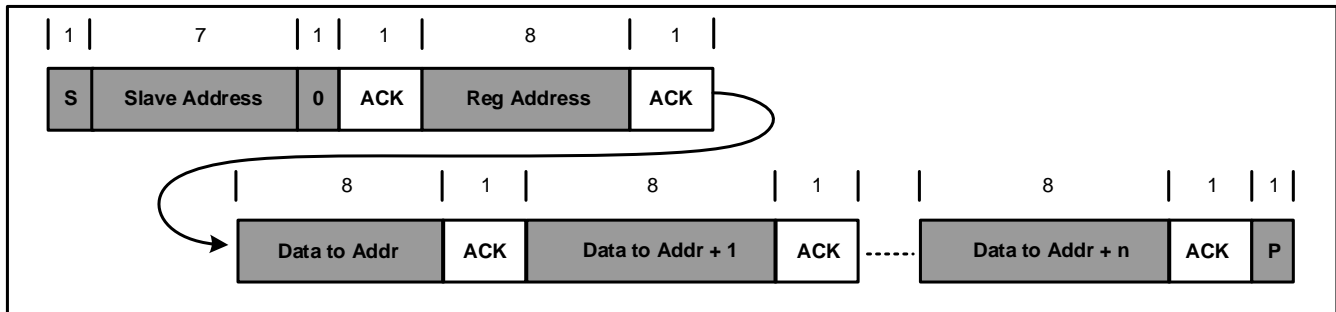 1 7 1 1 8 1
S Slave Address 0 ACK Reg Address ACK
8 1 8 1 8 1 1
Data to Addr ACK Data to Addr + 1 ACK Data to Addr + n ACK P